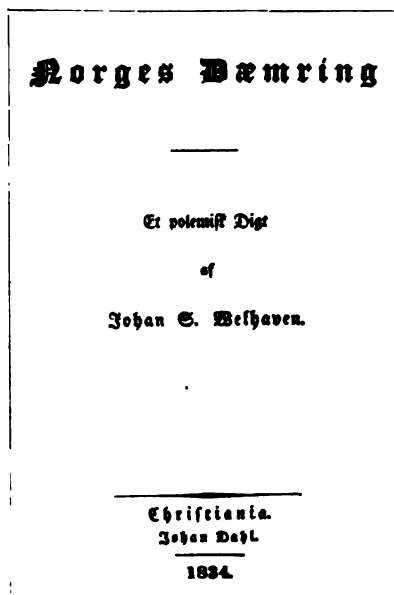 Norges Dæmring
Et polemisk Digt
af
Johan S. Welhaven.
Christiania.
Johan Dahl.
1834.